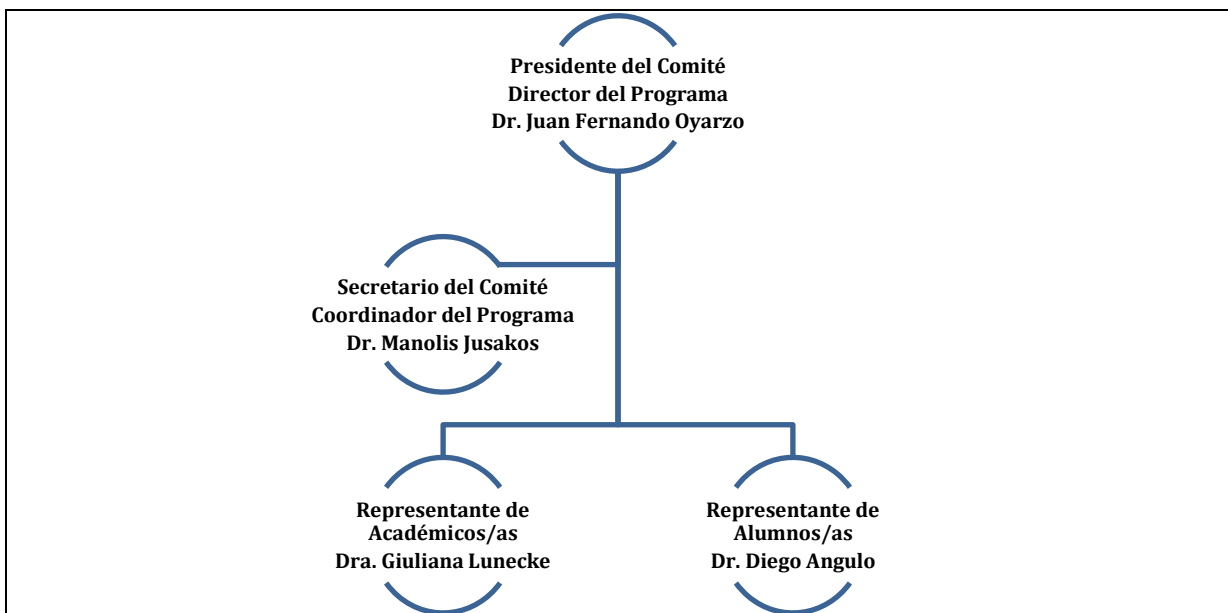 Presidente del Comité
Director del Programa
Dr. Juan Fernando Oyarzo
Secretario del Comité
Coordinador del Programa
Dr. Manolis Jusakos
Representante de
Académicos/as
Dra. Giuliana Lunecke
Representante de
Alumnos/as
Dr. Diego Angulo